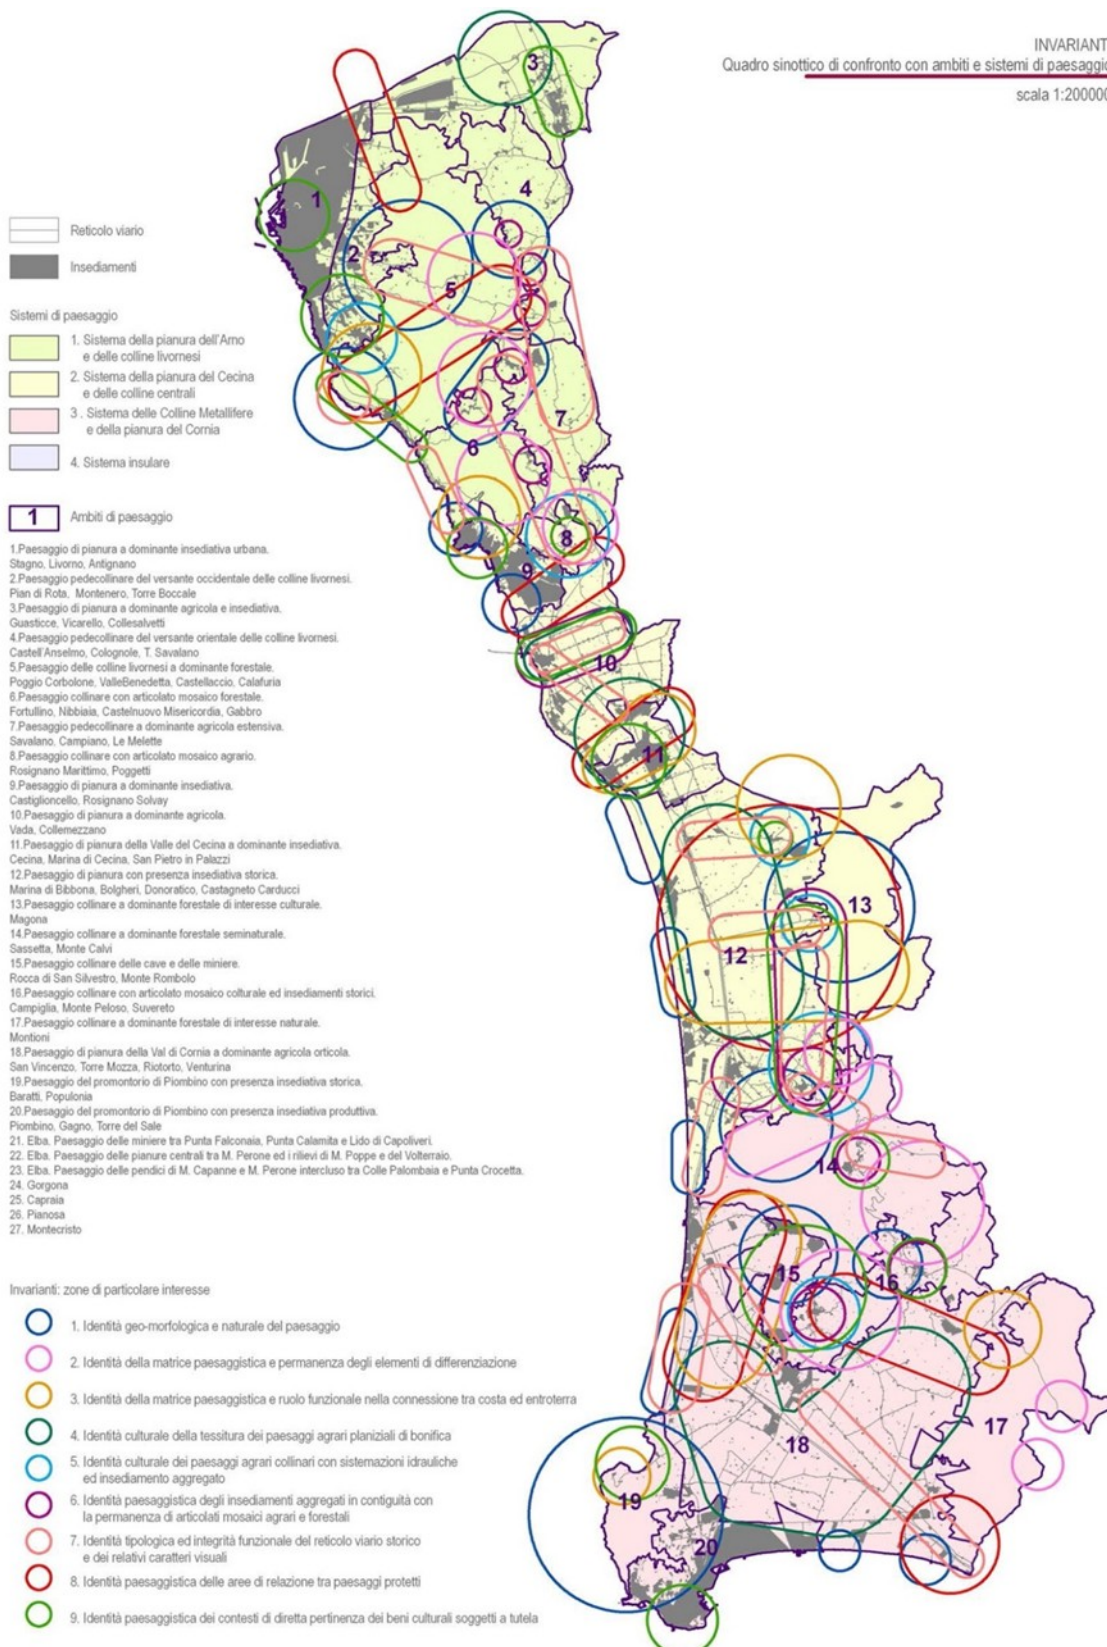 INVARIANT
Quadro sinottico di confronto con ambiti e sistemi di paesaggio
scala 1:200000
Reticolo viario
Insediamenti
Sistemi di paesaggio
1. Sistema della pianura dell'Arno
e delle colline livornesi
2. Sistema della pianura del Cecina
e delle colline centrali
3 . Sistema delle Colline Metallifere
e della pianura del Cornia
4. Sistema insulare
1 Ambiti di paesaggio
1.Paesaggio di pianura a dominante insediativa urbana.
Stagno, Livorno, Antignano
2.Paesaggio pedecollinare del versante occidentale delle colline livornesi.
Pian di Rota, Montenero, Torre Boccale
3.Paesaggio di pianura a dominante agricola e insediativa.
Guasticce, Vicarello, Collesalvetti
4.Paesaggio pedecollinare del versante orientale delle colline livornesi.
Castell'Anselmo, Colognole, T. Savalano
5.Paesaggio delle colline livornesi a dominante forestale.
Poggio Corbolone, ValleBenedetta, Castellaccio, Calafuria
6.Paesaggio collinare con articolato mosaico forestale.
Fortullino, Nibbiaia, Castelnuovo Misericordia, Gabbro
7.Paesaggio pedecollinare a dominante agricola estensiva.
Savalano, Campiano, Le Melette
8.Paesaggio collinare con articolato mosaico agrario.
Rosignano Marittimo, Poggetti
9.Paesaggio di pianura a dominante insediativa.
Castiglioncello, Rosignano Solvay
10.Paesaggio di pianura a dominante agricola.
Vada, Collemezzano
11.Paesaggio di pianura della Valle del Cecina a dominante insediativa.
Cecina, Marina di Cecina, San Pietro in Palazzi
12.Paesaggio di pianura con presenza insediativa storica.
Marina di Bibbona, Bolgheri, Donoratico, Castagneto Carducci
13.Paesaggio collinare a dominante forestale di interesse culturale.
Magona
14.Paesaggio collinare a dominante forestale seminaturale.
Sassetta, Monte Calvi
15.Paesaggio collinare delle cave e delle miniere.
Rocca di San Silvestro, Monte Rombolo
16.Paesaggio collinare con articolato mosaico colturale ed insediamenti storici.
Campiglia, Monte Peloso, Suvereto
17.Paesaggio collinare a dominante forestale di interesse naturale.
Montioni
18.Paesaggio di pianura della Val di Cornia a dominante agricola orticola.
San Vincenzo, Torre Mozza, Riotorto, Venturina
19.Paesaggio del promontorio di Piombino con presenza insediativa storica.
Baratti, Populonia
20.Paesaggio del promontorio di Piombino con presenza insediativa produttiva.
Piombino, Gagno, Torre del Sale
21. Elba. Paesaggio delle miniere tra Punta Falconaia, Punta Calamita e Lido di Capoliveri.
22. Elba. Paesaggio delle pianure centrali tra M. Perone ed i rilievi di M. Poppe e del Volterraio.
23. Elba. Paesaggio delle pendici di M. Capanne e M. Perone intercluso tra Colle Palombaia e Punta Crocetta.
24. Gorgona
25. Capraia
26. Pianosa
27. Montecristo
Invarianti: zone di particolare interesse
1. Identità geo-morfologica e naturale del paesaggio
2. Identità della matrice paesaggistica e permanenza degli elementi di differenziazione
3. Identità della matrice paesaggistica e ruolo funzionale nella connessione tra costa ed entroterra
4. Identità culturale della tessitura dei paesaggi agrari planiziali di bonifica
5. Identità culturale dei paesaggi agrari collinari con sistemazioni idrauliche
ed insediamento aggregato
6. Identità paesaggistica degli insediamenti aggregati in contiguità con
la permanenza di articolati mosaici agrari e forestali
7. Identità tipologica ed integrità funzionale del reticolo viario storico
e dei relativi caratteri visuali
8. Identità paesaggistica delle aree di relazione tra paesaggi protetti
9. Identità paesaggistica dei contesti di diretta pertinenza dei beni culturali soggetti a tutela
3
4
1
2
5
7
6
8
9
10
11
13
12
14
15
16
17
18
19
20